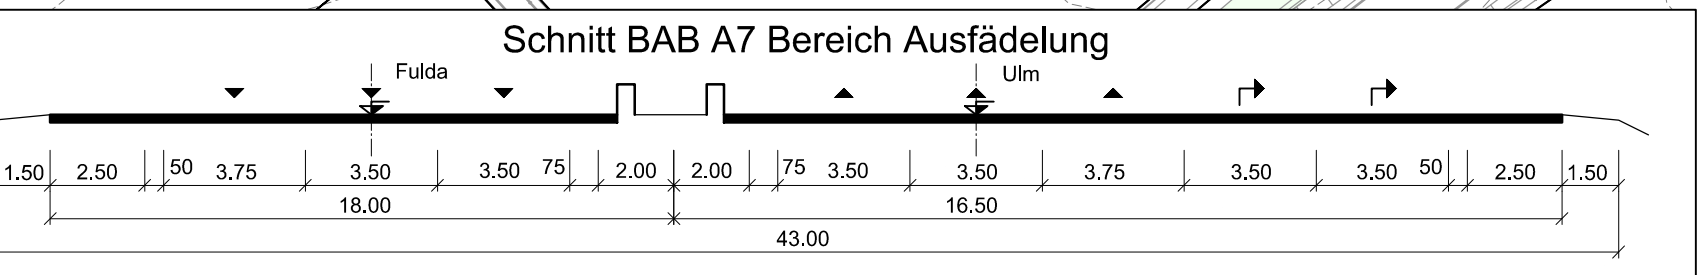 Schnitt BAB A7 Bereich Ausfädelung
Fulda Ulm
1.50 2.50 50 3.75 3.50 3.50 75 2.00 2.00 75 3.50 3.50 3.75 3.50 3.50 50 2.50 1.50
18.00 16.50
43.00